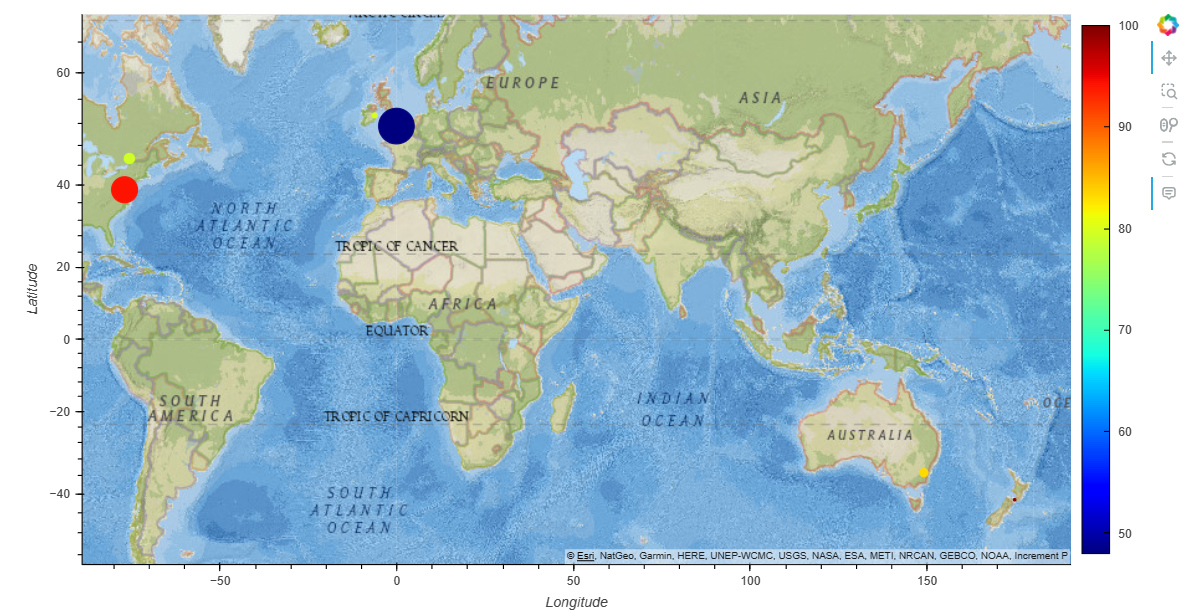 ARCTIC CIRCLE
100
60
EUROPE
ASIA
90
40
NORTH
ATLANTIC
OCEAN
TROPIC OF CANCER
80
20
AFRICA
EQUATOR
70
0
Latitude
SOUTH
AMERICA
TROPIC OF CAPRICORN
INDIAN
OCEAN
OCE
−20
AUSTRALIA
60
−40
SOUTH
ATLANTIC
OCEAN
50
© Esri, NatGeo, Garmin, HERE, UNEP-WCMC, USGS, NASA, ESA, METI, NRCAN, GEBCO, NOAA, Increment P
−50
0
50
100
150
Longitude